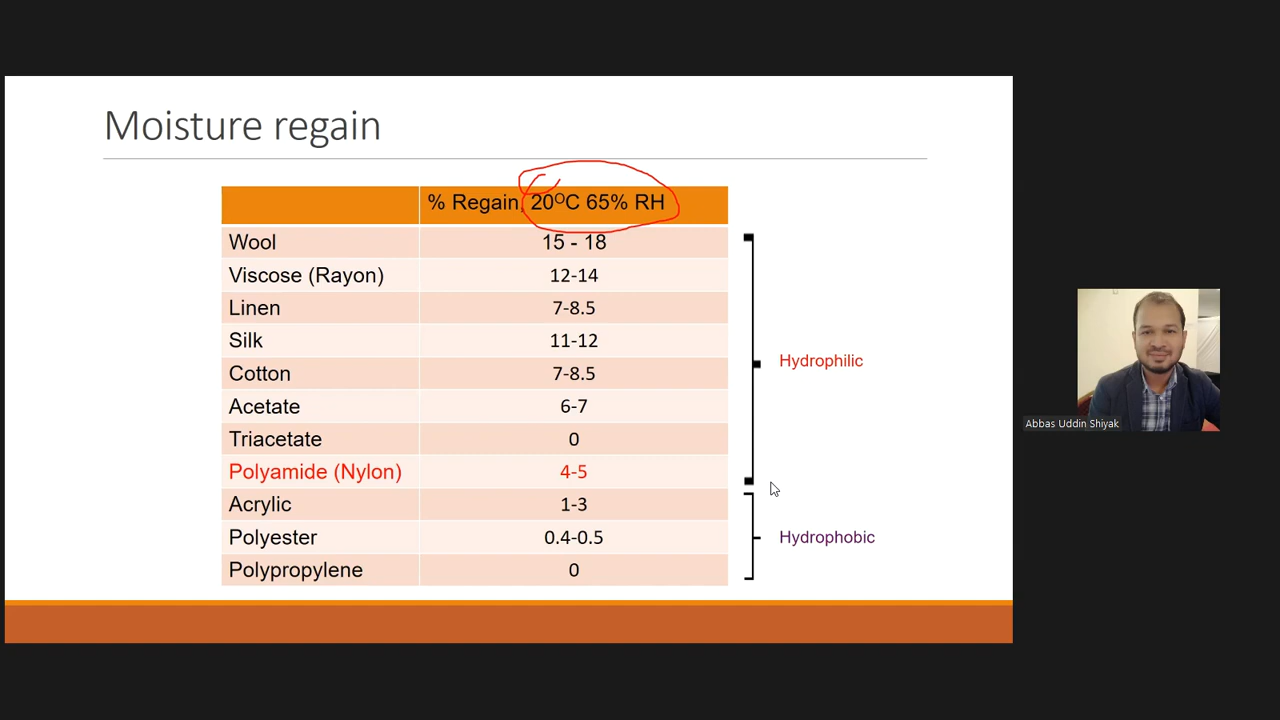 Moisture regain
% Regain, 20⁰C 65% RH
Wool 15 - 18
Viscose (Rayon) 12-14
Linen 7-8.5
Silk 11-12
Cotton 7-8.5
Acetate 6-7
Triacetate 0
Polyamide (Nylon) 4-5
Acrylic 1-3
Polyester 0.4-0.5
Polypropylene 0
Hydrophilic
Hydrophobic
Abbas Uddin Shiyak